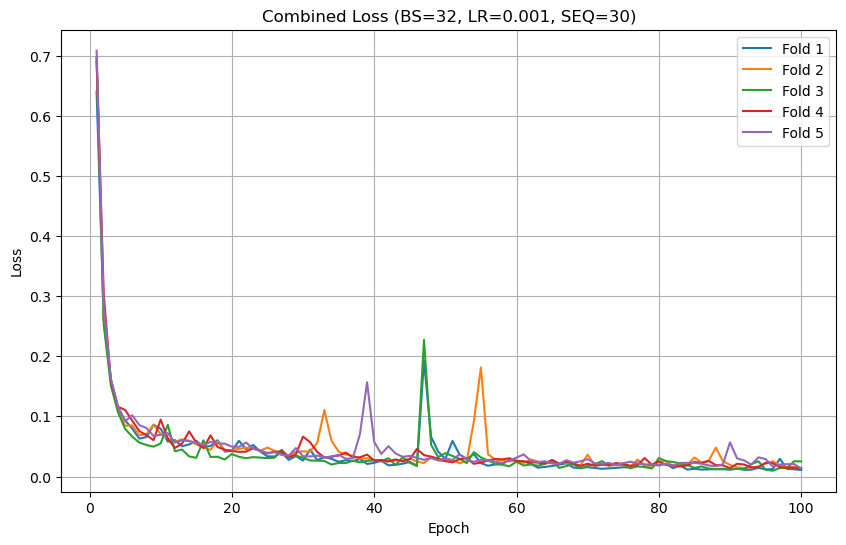 Combined Loss (BS=32, LR=0.001, SEQ=30)
Fold 1
Fold 2
Fold 3
Fold 4
Fold 5
Loss
0.7
0.6
0.5
0.4
0.3
0.2
0.1
0.0
0 20 40 60 80 100
Epoch